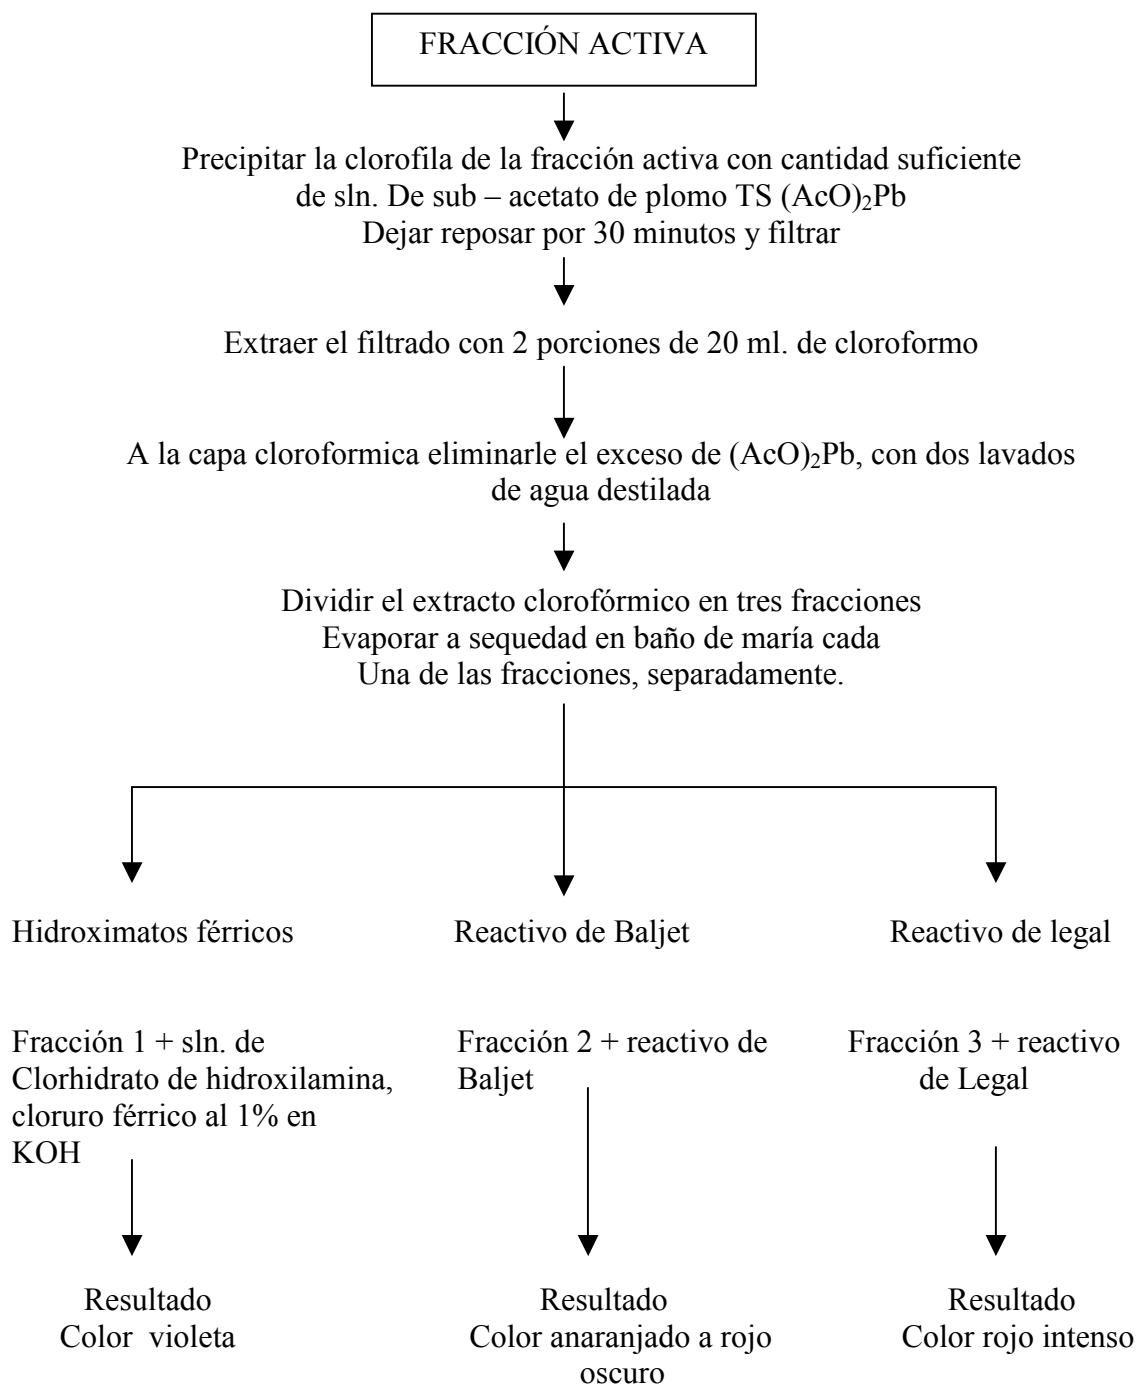 FRACCIÓN ACTIVA
Precipitar la clorofila de la fracción activa con cantidad suficiente
de sln. De sub – acetato de plomo TS (AcO)₂Pb
Dejar reposar por 30 minutos y filtrar
Extraer el filtrado con 2 porciones de 20 ml. de cloroformo
A la capa cloroformica eliminarle el exceso de (AcO)₂Pb, con dos lavados
de agua destilada
Dividir el extracto clorofórmico en tres fracciones
Evaporar a sequedad en baño de maría cada
Una de las fracciones, separadamente.
Hidroximatos férricos
Fracción 1 + sln. de
Clorhidrato de hidroxilamina,
cloruro férrico al 1% en
KOH
Resultado
Color violeta
Reactivo de Baljet
Fracción 2 + reactivo de
Baljet
Resultado
Color anaranjado a rojo
oscuro
Reactivo de legal
Fracción 3 + reactivo
de Legal
Resultado
Color rojo intenso